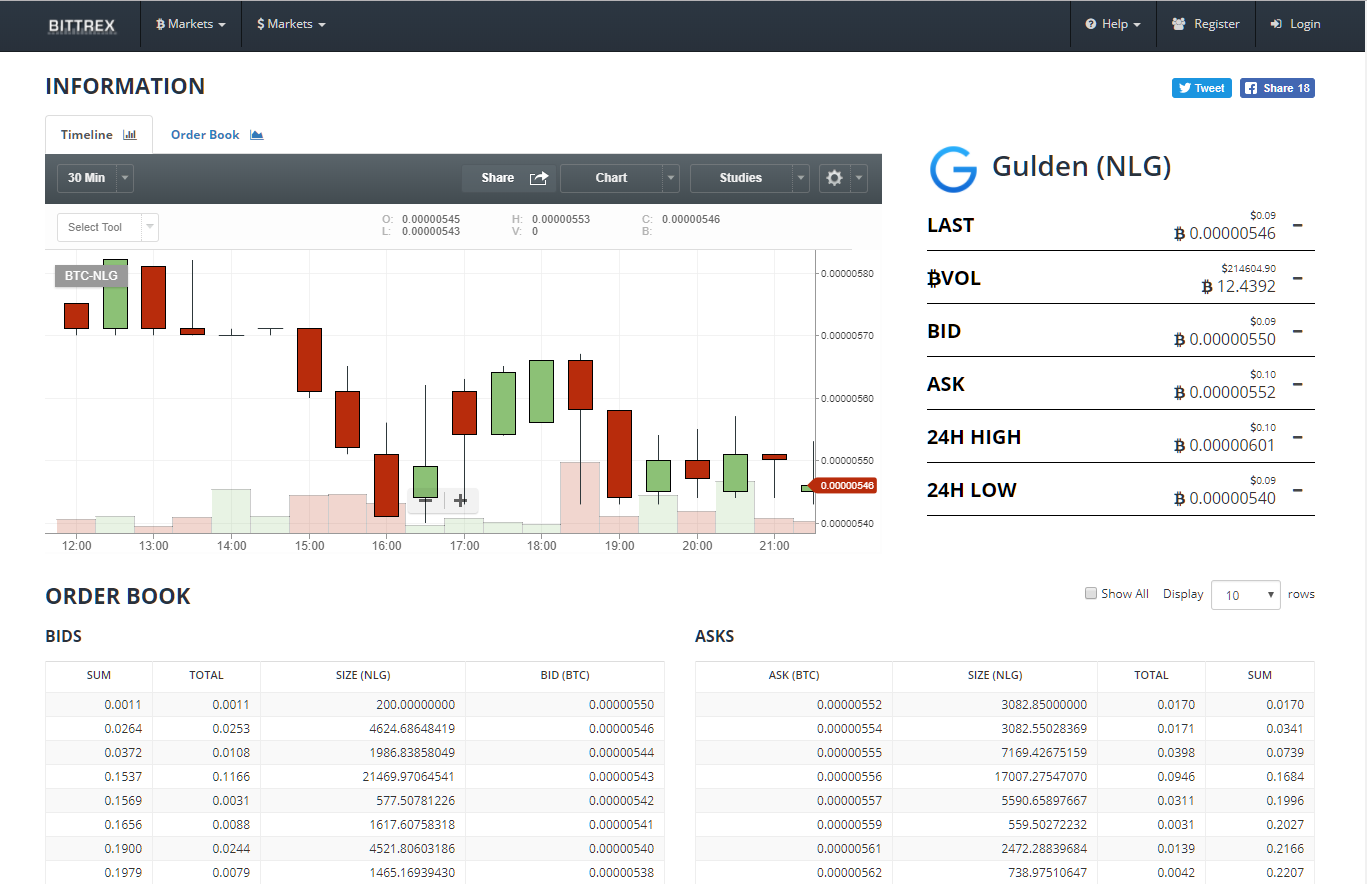 BITTREX Ƀ Markets $ Markets Help Register Login
INFORMATION
Tweet Share 18
Timeline Order Book
30 Min Share Chart Studies
Select Tool
O: 0.00000545 H: 0.00000553 C: 0.00000546
L: 0.00000543 V: 0 B:
BTC-NLG
0.00000580
0.00000570
0.00000560
0.00000550
0.00000546
0.00000540
12:00 13:00 14:00 15:00 16:00 17:00 18:00 19:00 20:00 21:00
Gulden (NLG)
$0.09
LAST Ƀ 0.00000546
$214604.90
ɃVOL Ƀ 12.4392
$0.09
BID Ƀ 0.00000550
$0.10
ASK Ƀ 0.00000552
$0.10
24H HIGH Ƀ 0.00000601
$0.09
24H LOW Ƀ 0.00000540
ORDER BOOK
Show All Display 10 rows
BIDS
SUM TOTAL SIZE (NLG) BID (BTC)
0.0011 0.0011 200.00000000 0.00000550
0.0264 0.0253 4624.68648419 0.00000546
0.0372 0.0108 1986.83858049 0.00000544
0.1537 0.1166 21469.97064541 0.00000543
0.1569 0.0031 577.50781226 0.00000542
0.1656 0.0088 1617.60758318 0.00000541
0.1900 0.0244 4521.80603186 0.00000540
0.1979 0.0079 1465.16939430 0.00000538
ASKS
ASK (BTC) SIZE (NLG) TOTAL SUM
0.00000552 3082.85000000 0.0170 0.0170
0.00000554 3082.55028369 0.0171 0.0341
0.00000555 7169.42675159 0.0398 0.0739
0.00000556 17007.27547070 0.0946 0.1684
0.00000557 5590.65897667 0.0311 0.1996
0.00000559 559.50272232 0.0031 0.2027
0.00000561 2472.28839684 0.0139 0.2166
0.00000562 738.97510647 0.0042 0.2207